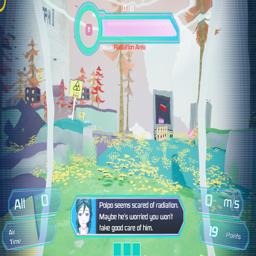 Radiation Area
Polpo seems scared of radiation.
Maybe he's worried you won't
take good care of him.
All
0
Air
Time
0
M/S
19
Points